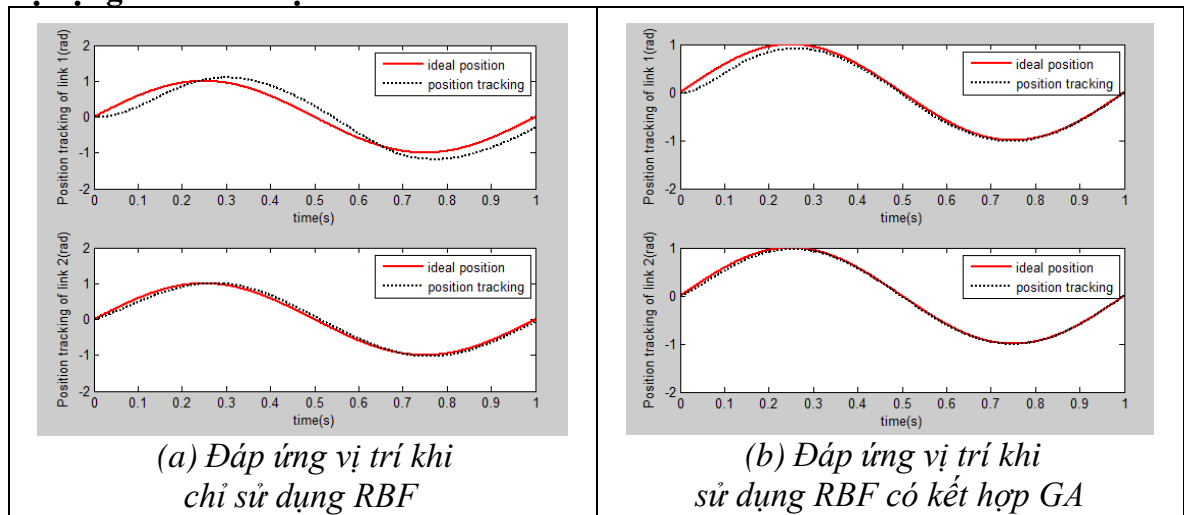 2
1
0
-1
-2
Position tracking of link 1(rad)
ideal position
position tracking
0 0.1 0.2 0.3 0.4 0.5 0.6 0.7 0.8 0.9 1
time(s)
2
1
0
-1
-2
Position tracking of link 2(rad)
ideal position
position tracking
0 0.1 0.2 0.3 0.4 0.5 0.6 0.7 0.8 0.9 1
time(s)
(a) Đáp ứng vị trí khi
chỉ sử dụng RBF
1
0
-1
-2
Position tracking of link 1(rad)
ideal position
position tracking
0 0.1 0.2 0.3 0.4 0.5 0.6 0.7 0.8 0.9 1
time(s)
1
0
-1
-2
Position tracking of link 2(rad)
ideal position
position tracking
0 0.1 0.2 0.3 0.4 0.5 0.6 0.7 0.8 0.9 1
time(s)
(b) Đáp ứng vị trí khi
sử dụng RBF có kết hợp GA